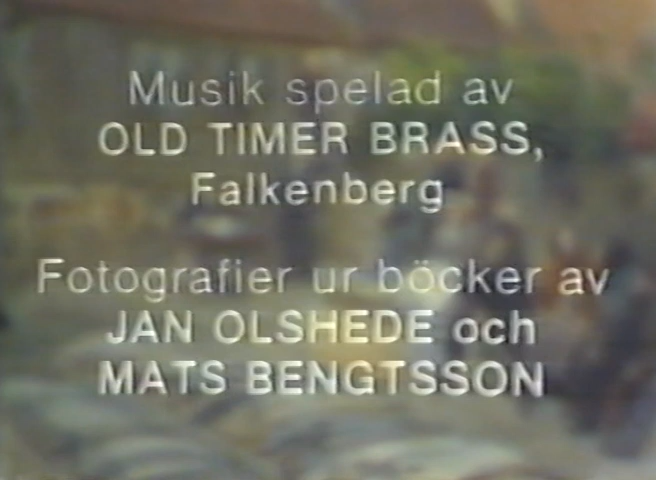 Musik spelad av
OLD TIMER BRASS,
Falkenberg
Fotografier ur böcker av
JAN OLSHEDE och
MATS BENGTSSON